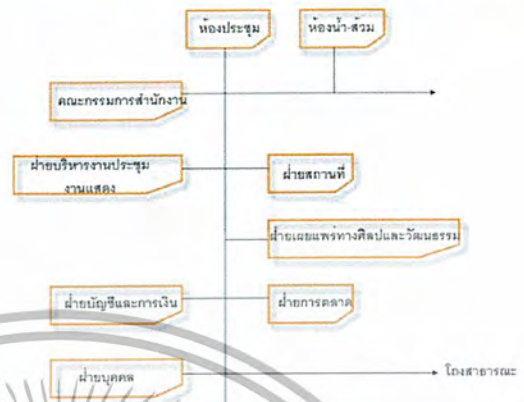 ห้องประชุม
ห้องน้ำ-ส้วม
คณะกรรมการสำนักงาน
ฝ่ายบริหารงานประชุม
งานแสดง
ฝ่ายสถานที่
ฝ่ายเผยแพร่ทางศิลปและวัฒนธรรม
ฝ่ายบัญชีและการเงิน
ฝ่ายการตลาด
ฝ่ายบุคคล
โถงสาธารณะ